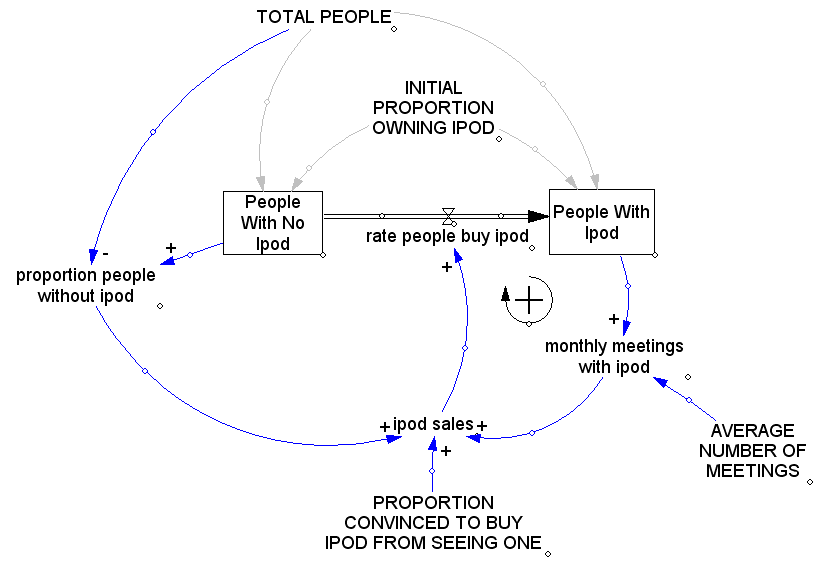 TOTAL PEOPLE
INITIAL
PROPORTION
OWNING IPOD
People
With No
Ipod
People With
Ipod
rate people buy ipod
+
-
+
proportion people
without ipod
+
+
+
monthly meetings
with ipod
+
ipod sales
+
+
AVERAGE
NUMBER OF
MEETINGS
PROPORTION
CONVINCED TO BUY
IPOD FROM SEEING ONE